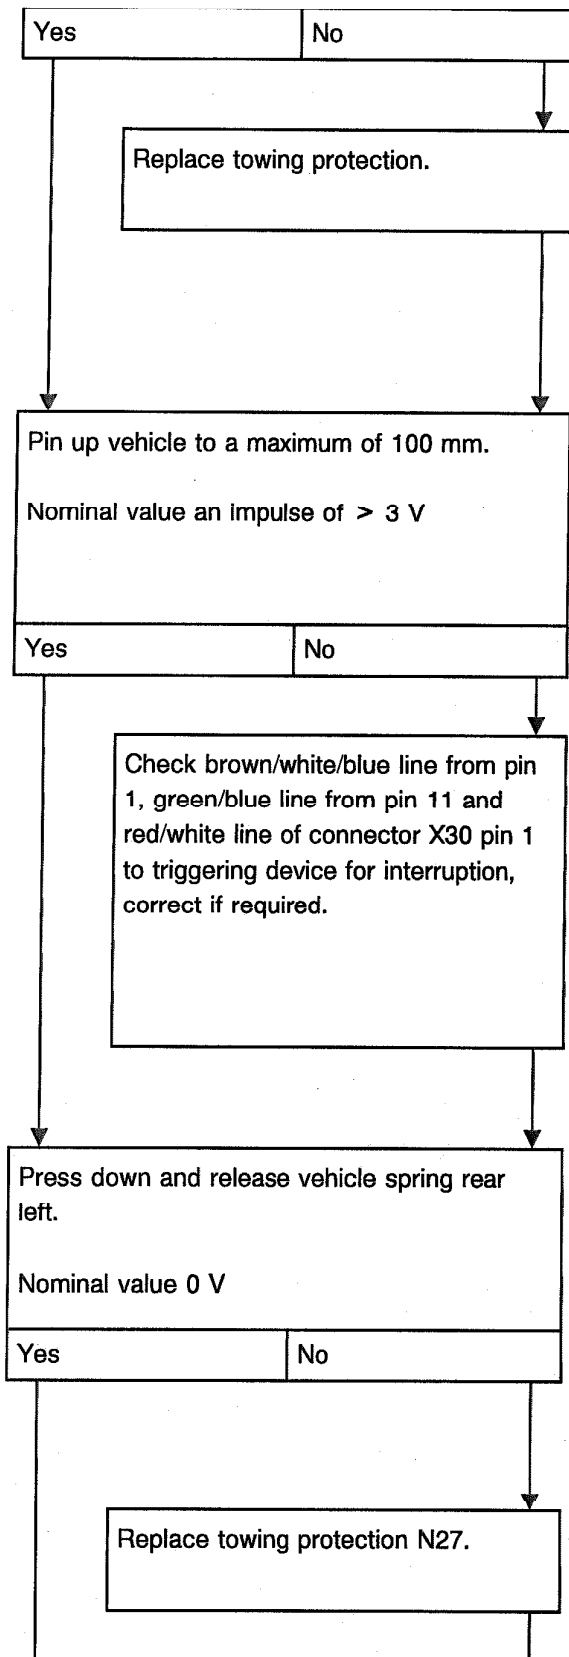 Yes
No
Replace towing protection.
Pin up vehicle to a maximum of 100 mm.
Nominal value an impulse of > 3 V
Yes
No
Check brown/white/blue line from pin
1, green/blue line from pin 11 and
red/white line of connector X30 pin 1
to triggering device for interruption,
correct if required.
Press down and release vehicle spring rear
left.
Nominal value 0 V
Yes
No
Replace towing protection N27.